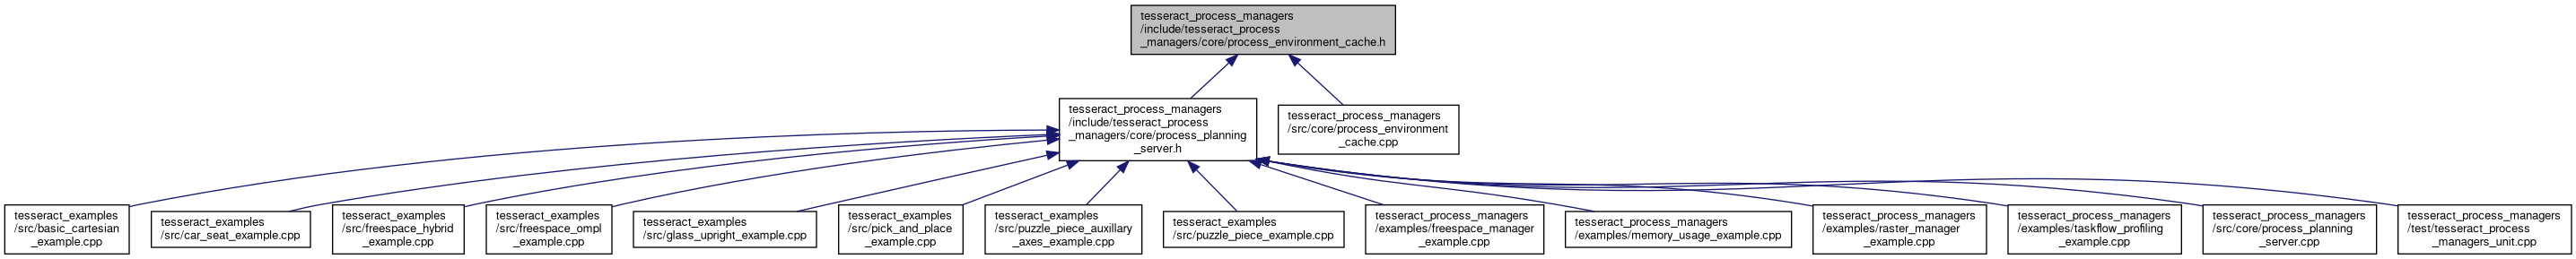 tesseract_process_managers
/include/tesseract_process
_managers/core/process_environment_cache.h
tesseract_process_managers
/include/tesseract_process
_managers/core/process_planning
_server.h
tesseract_process_managers
/src/core/process_environment
_cache.cpp
tesseract_examples
/src/basic_cartesian
_example.cpp
tesseract_examples
/src/car_seat_example.cpp
tesseract_examples
/src/freespace_hybrid
_example.cpp
tesseract_examples
/src/freespace_ompl
_example.cpp
tesseract_examples
/src/glass_upright_example.cpp
tesseract_examples
/src/pick_and_place
_example.cpp
tesseract_examples
/src/puzzle_piece_auxillary
_axes_example.cpp
tesseract_examples
/src/puzzle_piece_example.cpp
tesseract_process_managers
/examples/freespace_manager
_example.cpp
tesseract_process_managers
/examples/memory_usage_example.cpp
tesseract_process_managers
/examples/raster_manager
_example.cpp
tesseract_process_managers
/examples/taskflow_profiling
_example.cpp
tesseract_process_managers
/src/core/process_planning
_server.cpp
tesseract_process_managers
/test/tesseract_process
_managers_unit.cpp